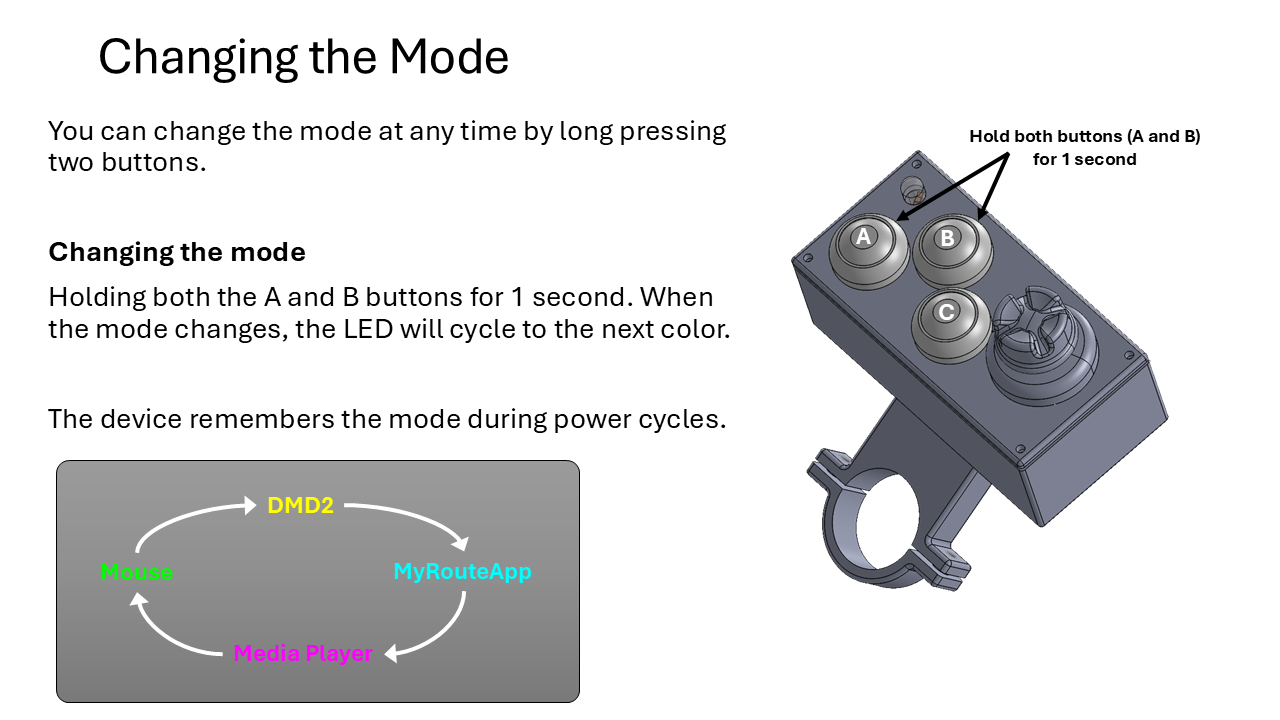 Changing the Mode
You can change the mode at any time by long pressing
two buttons.
Changing the mode
Holding both the A and B buttons for 1 second. When
the mode changes, the LED will cycle to the next color.
The device remembers the mode during power cycles.
DMD2
Mouse
MyRouteApp
Media Player
Hold both buttons (A and B)
for 1 second
A
B
C